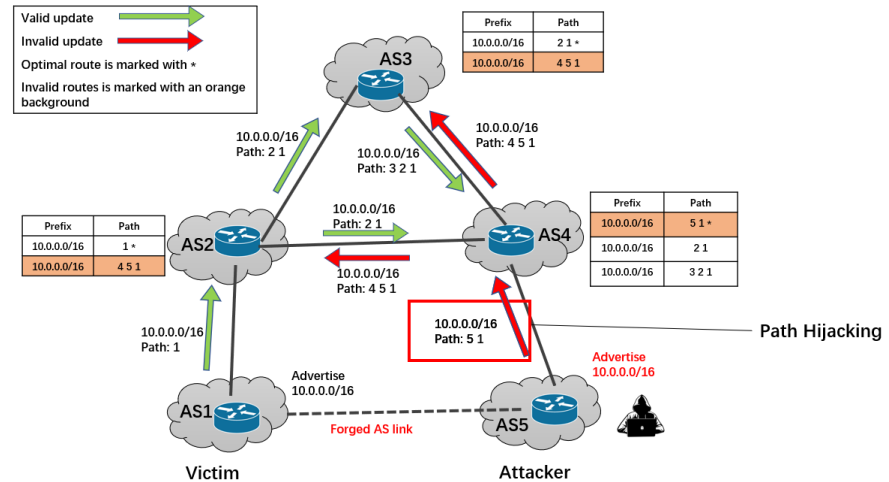 Valid update
Invalid update
Optimal route is marked with *
Invalid routes is marked with an orange
background
AS3
Prefix Path
10.0.0.0/16 2 1 *
10.0.0.0/16 4 5 1
10.0.0.0/16
Path: 2 1
10.0.0.0/16
Path: 3 2 1
10.0.0.0/16
Path: 4 5 1
Prefix Path
10.0.0.0/16 1 *
10.0.0.0/16 4 5 1
AS2
10.0.0.0/16
Path: 2 1
10.0.0.0/16
Path: 4 5 1
AS4
Prefix Path
10.0.0.0/16 5 1 *
10.0.0.0/16 2 1
10.0.0.0/16 3 2 1
10.0.0.0/16
Path: 1
10.0.0.0/16
Path: 5 1
Path Hijacking
AS1
Advertise
10.0.0.0/16
Forged AS link
AS5
Advertise
10.0.0.0/16
Victim
Attacker